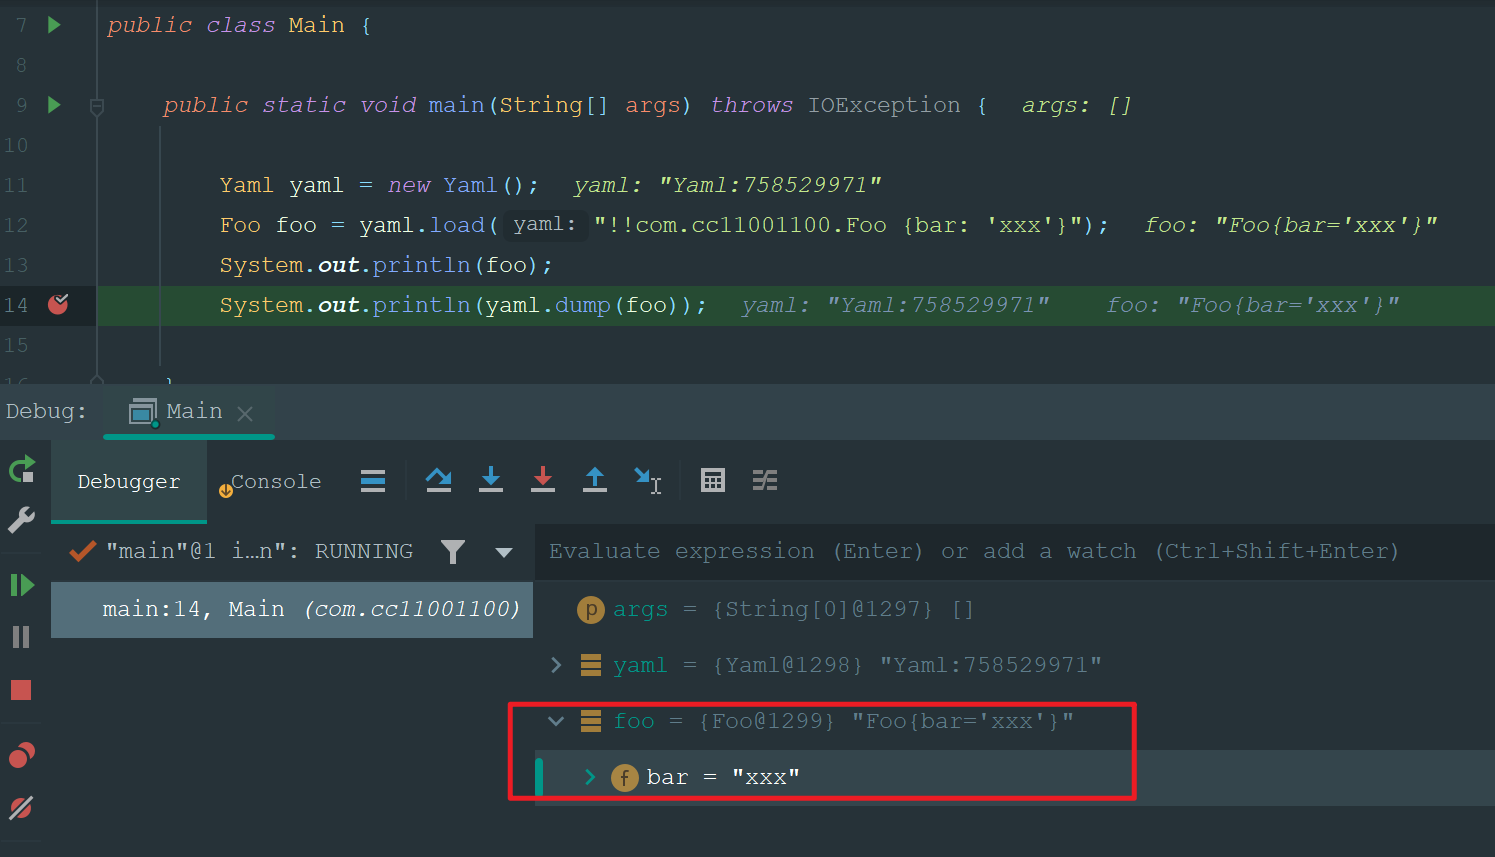 7 public class Main {
8
9 public static void main(String[] args) throws IOException { args: []
10
11 Yaml yaml = new Yaml(); yaml: "Yaml:758529971"
12 Foo foo = yaml.load( yaml: "!!com.cc11001100.Foo {bar: 'xxx'}"); foo: "Foo{bar='xxx'}"
13 System.out.println(foo);
14 System.out.println(yaml.dump(foo)); yaml: "Yaml:758529971" foo: "Foo{bar='xxx'}"
15
Debug: Main
Debugger Console
"main"@1 i…n": RUNNING
Evaluate expression (Enter) or add a watch (Ctrl+Shift+Enter)
main:14, Main (com.cc11001100)
p args = {String[0]@1297} []
yaml = {Yaml@1298} "Yaml:758529971"
foo = {Foo@1299} "Foo{bar='xxx'}"
f bar = "xxx"